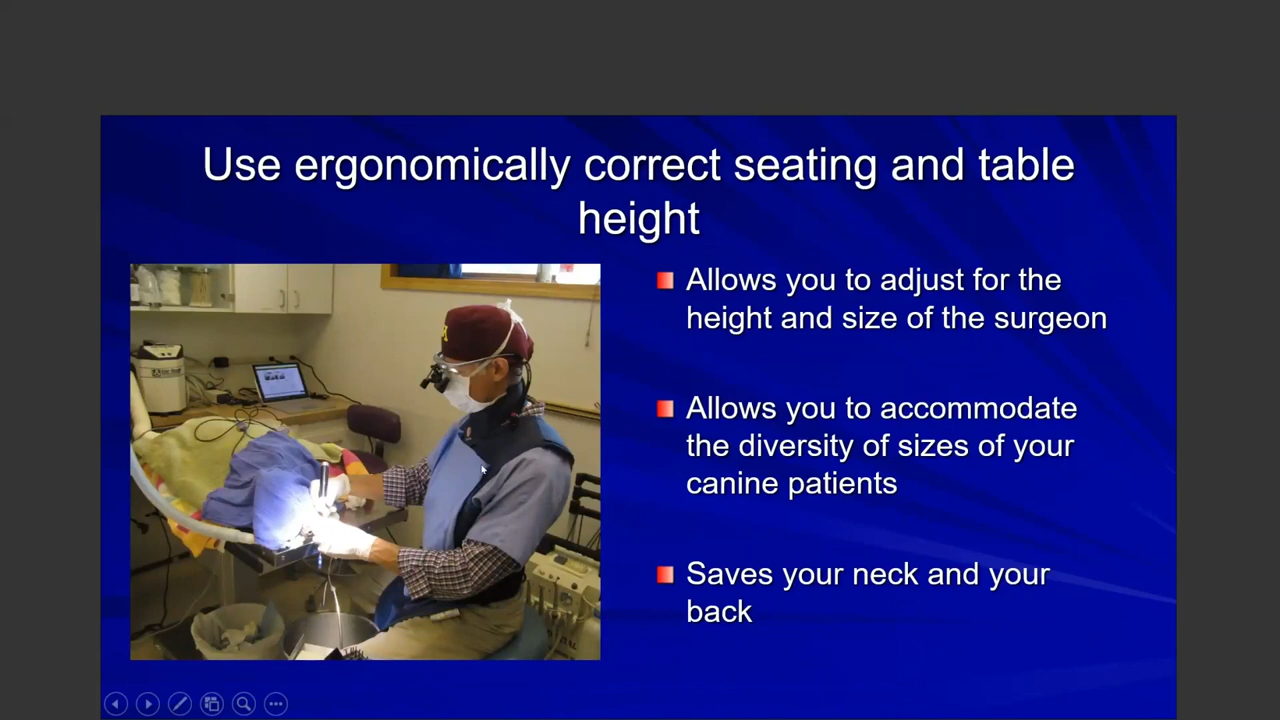 Use ergonomically correct seating and table
height
Allows you to adjust for the
height and size of the surgeon
Allows you to accommodate
the diversity of sizes of your
canine patients
Saves your neck and your
back